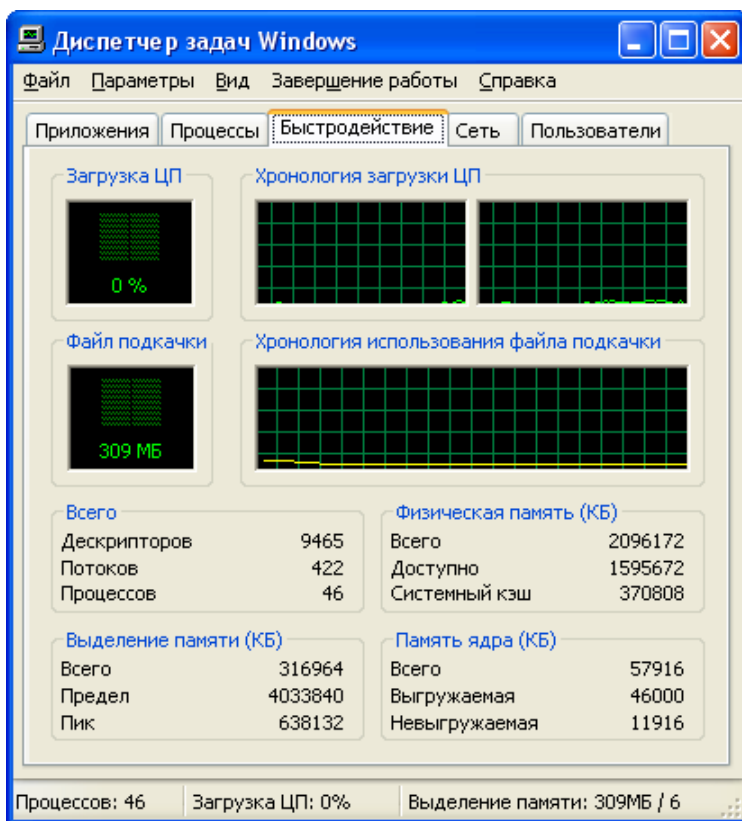 Диспетчер задач Windows
Файл Параметры Вид Завершение работы Справка
Приложения Процессы Быстродействие Сеть Пользователи
Загрузка ЦП
0 %
Хронология загрузки ЦП
Файл подкачки
309 МБ
Хронология использования файла подкачки
Всего
Дескрипторов 9465
Потоков 422
Процессов 46
Физическая память (КБ)
Всего 2096172
Доступно 1595672
Системный кэш 370808
Выделение памяти (КБ)
Всего 316964
Предел 4033840
Пик 638132
Память ядра (КБ)
Всего 57916
Выгружаемая 46000
Невыгружаемая 11916
Процессов: 46 Загрузка ЦП: 0% Выделение памяти: 309МБ / 6